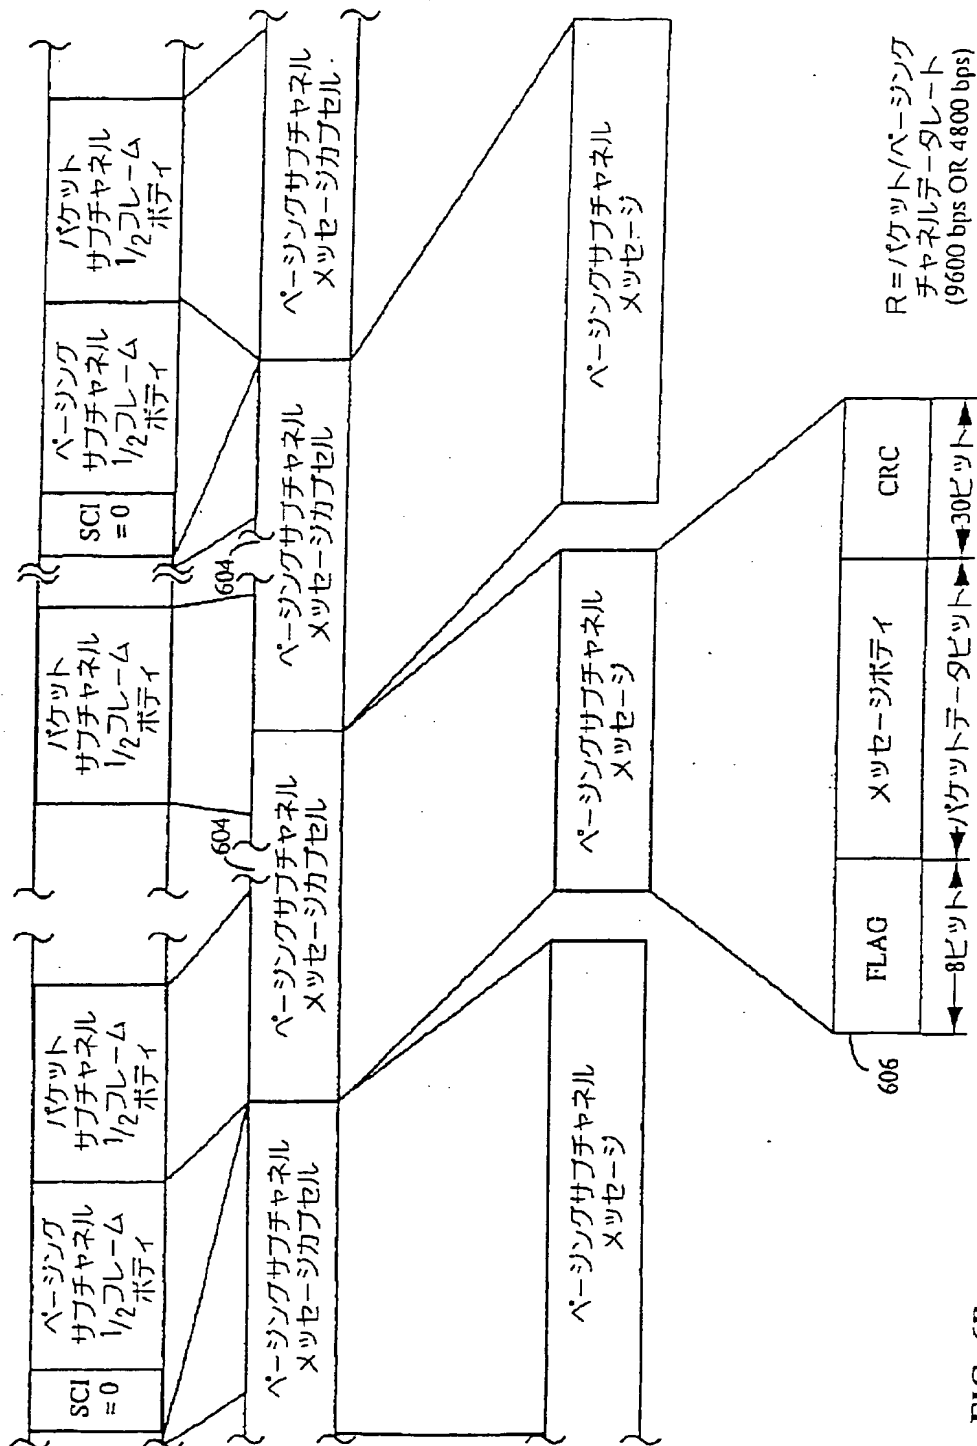 SCI
=0
ページング
サブチャネル
1/2フレーム
ボディ
パケット
サブチャネル
1/2フレーム
ボディ
パケット
サブチャネル
1/2フレーム
ボディ
SCI
=0
ページング
サブチャネル
1/2フレーム
ボディ
パケット
サブチャネル
1/2フレーム
ボディ
604
604
ページングサブチャネル
メッセージカプセル
ページングサブチャネル
メッセージカプセル
ページングサブチャネル
メッセージカプセル
ページングサブチャネル
メッセージカプセル
ページングサブチャネル
メッセージ
ページングサブチャネル
メッセージ
ページングサブチャネル
メッセージ
606
FLAG
メッセージボディ
CRC
8ビット
パケットデータビット
30ビット
R=パケット/ページング
チャネルデータレート
(9600 bps OR 4800 bps)